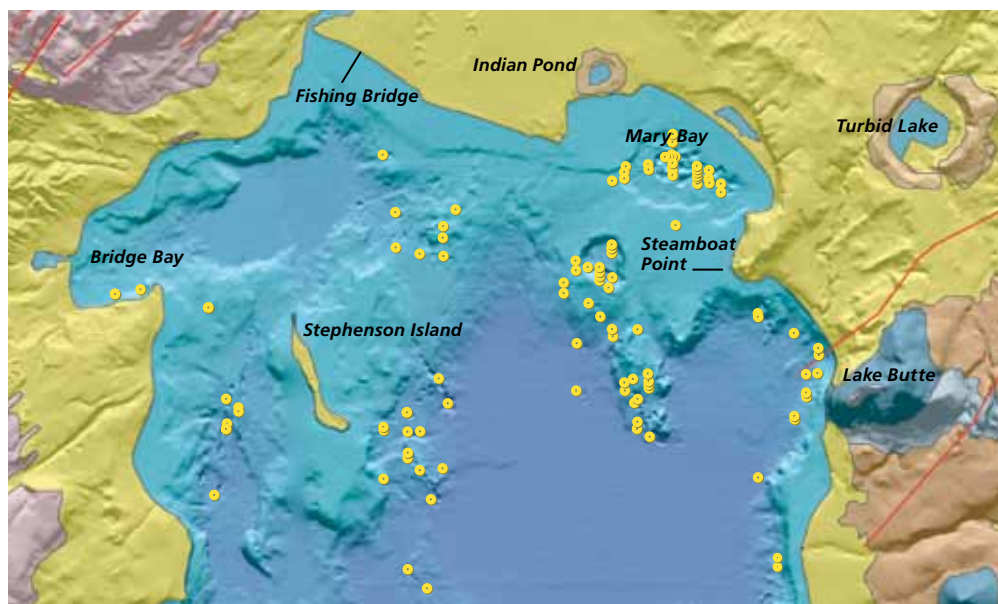 Indian Pond
Fishing Bridge
Mary Bay
Turbid Lake
Bridge Bay
Steamboat
Point
Stephenson Island
Lake Butte